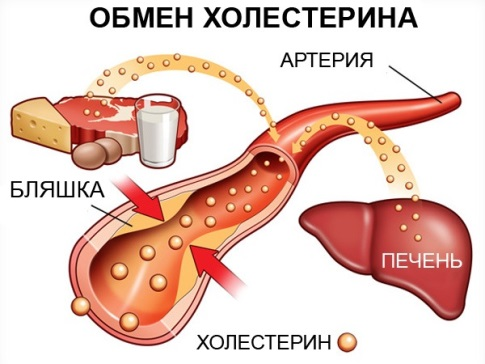 ОБМЕН ХОЛЕСТЕРИНА
АРТЕРИЯ
БЛЯШКА
ПЕЧЕНЬ
ХОЛЕСТЕРИН